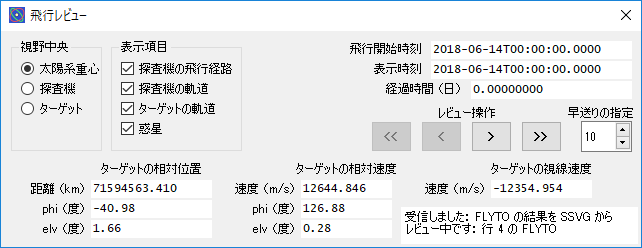 飛行レビュー
視野中央
太陽系重心
探査機
ターゲット
表示項目
探査機の飛行経路
探査機の軌道
ターゲットの軌道
惑星
飛行開始時刻 2018-06-14T00:00:00.0000
表示時刻 2018-06-14T00:00:00.0000
経過時間（日） 0.00000000
レビュー操作 早送りの指定
<< < > >> 10
ターゲットの相対位置
距離（km） 71594563.410
phi（度） -40.98
elv（度） 1.66
ターゲットの相対速度
速度（m/s） 12644.846
phi（度） 126.88
elv（度） 0.28
ターゲットの視線速度
速度（m/s） -12354.954
受信しました: FLYTO の結果を SSVG から
レビュー中です: 行 4 の FLYTO